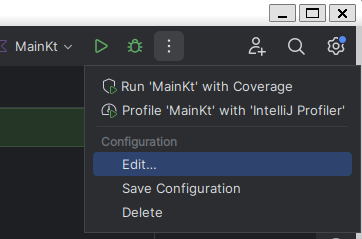 MainKt
Run 'MainKt' with Coverage
Profile 'MainKt' with 'IntelliJ Profiler'
Configuration
Edit...
Save Configuration
Delete